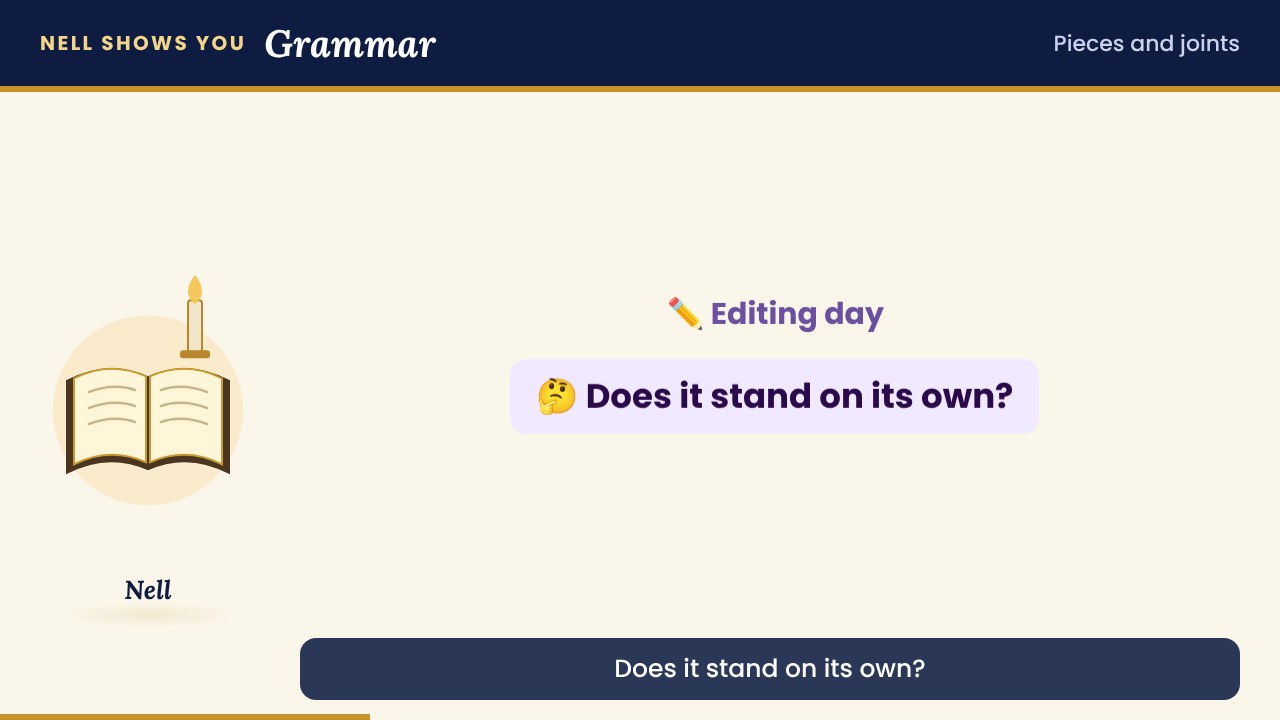 NELL SHOWS YOU Grammar
Pieces and joints
✏️ Editing day
🤔 Does it stand on its own?
Nell
Does it stand on its own?